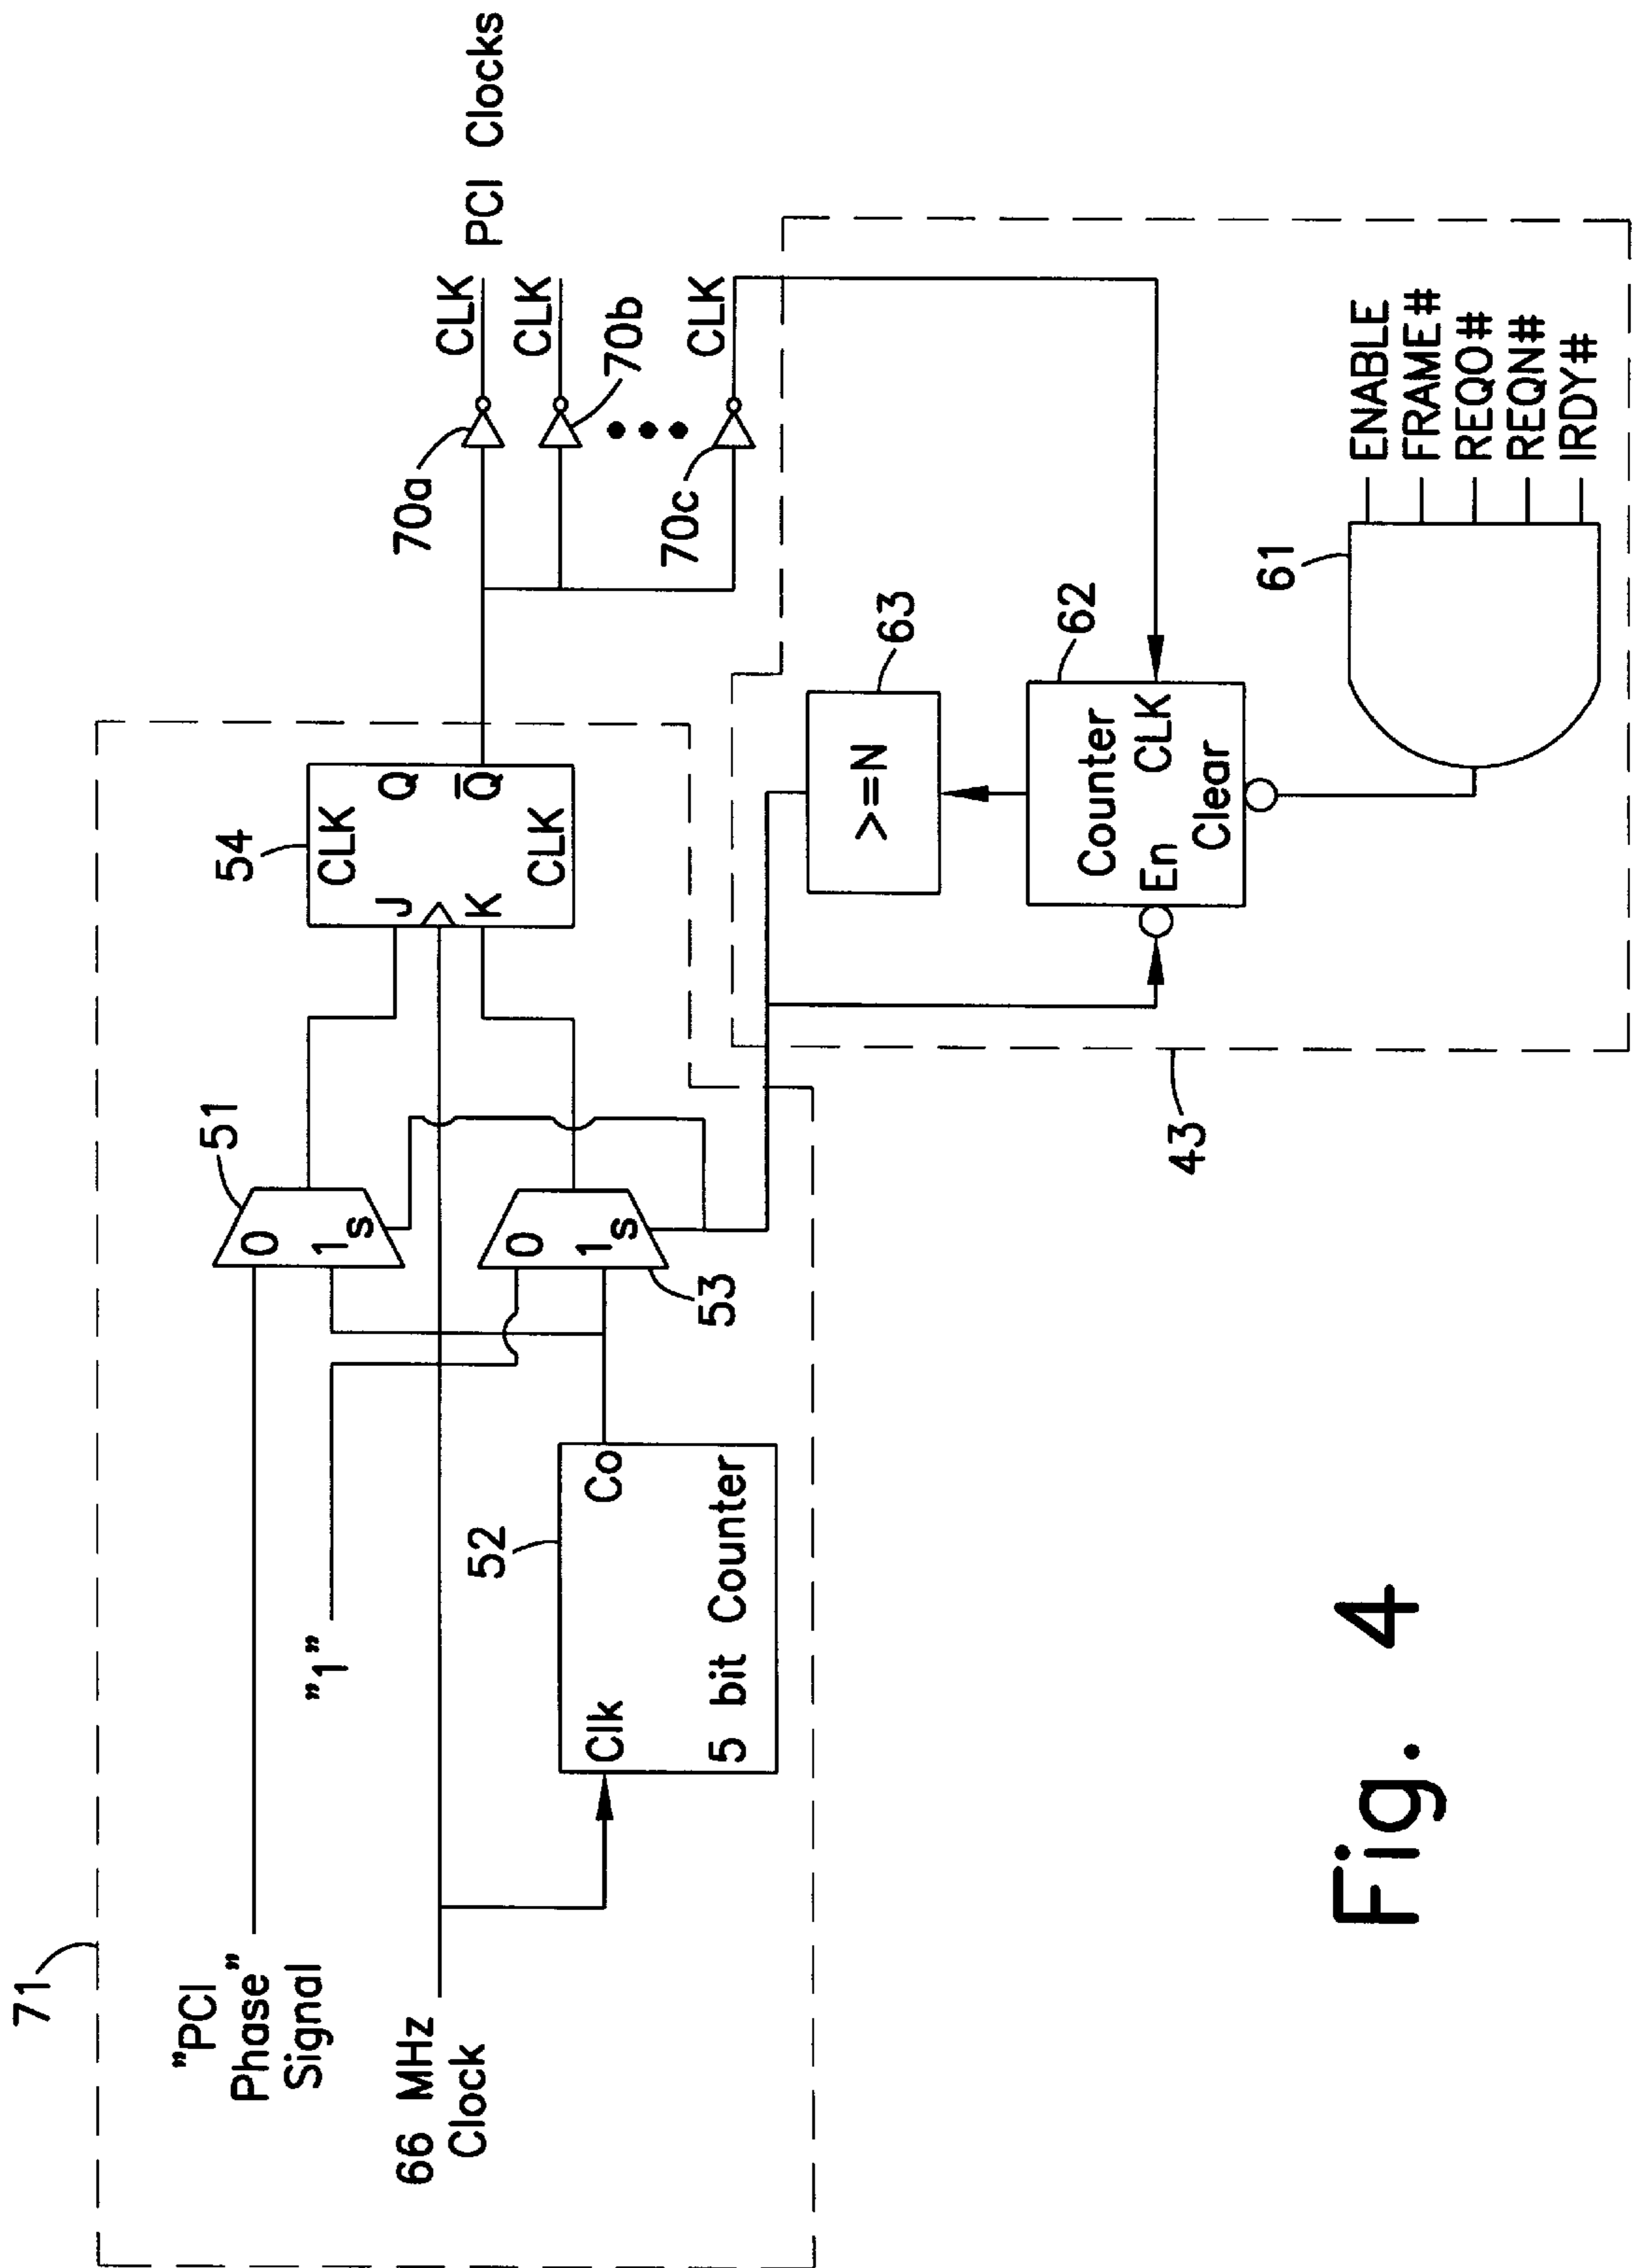 71
"PCI
Phase"
Signal
"1"
66 MHz
Clock
51
0
1
s
53
0
1
s
52
Clk
Co
5 bit Counter
54
CLK
J
Q
K
Q̅
CLK
70a
70b
70c
CLK
CLK
CLK
PCI Clocks
63
>=N
62
Counter
En
CLK
Clear
61
ENABLE
FRAME#
REQO#
REQN#
IRDY#
43
Fig. 4